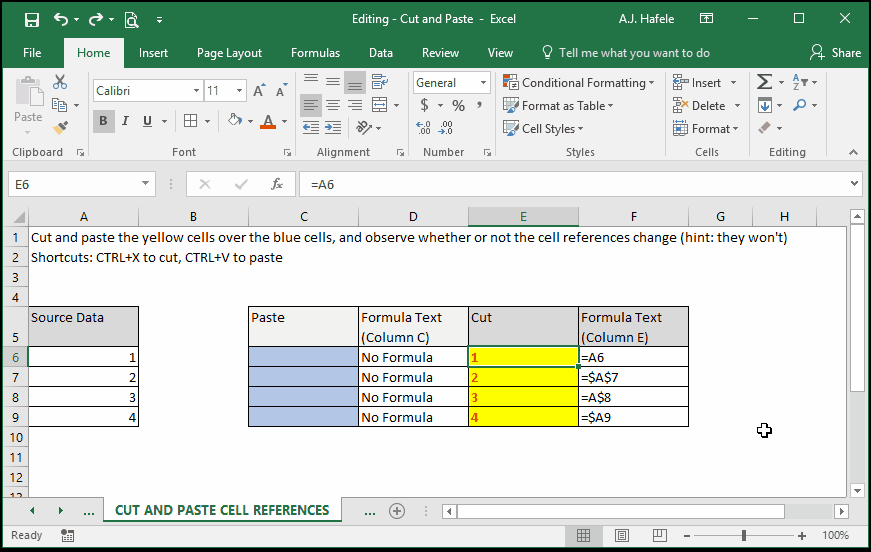 Editing - Cut and Paste - Excel
A.J. Hafele
File Home Insert Page Layout Formulas Data Review View Tell me what you want to do Share
Paste
Calibri 11
B I U A
A A
General
$ % ,
Conditional Formatting
Format as Table
Cell Styles
Insert
Delete
Format
Clipboard Font Alignment Number Styles Cells Editing
E6 fx =A6
A B C D E F G H
1 Cut and paste the yellow cells over the blue cells, and observe whether or not the cell references change (hint: they won't)
2 Shortcuts: CTRL+X to cut, CTRL+V to paste
3
4
Source Data Paste Formula Text Cut Formula Text
5 (Column C) (Column E)
6 1 No Formula 1 =A6
7 2 No Formula 2 =$A$7
8 3 No Formula 3 =A$8
9 4 No Formula 4 =$A9
10
11
12
13
... CUT AND PASTE CELL REFERENCES ...
Ready 100%